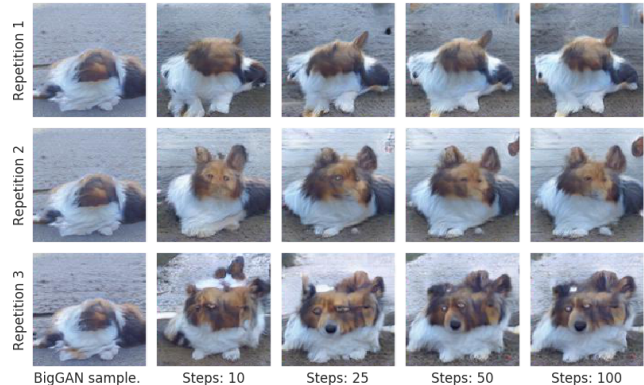 Repetition 1
Repetition 2
Repetition 3
BigGAN sample. Steps: 10 Steps: 25 Steps: 50 Steps: 100